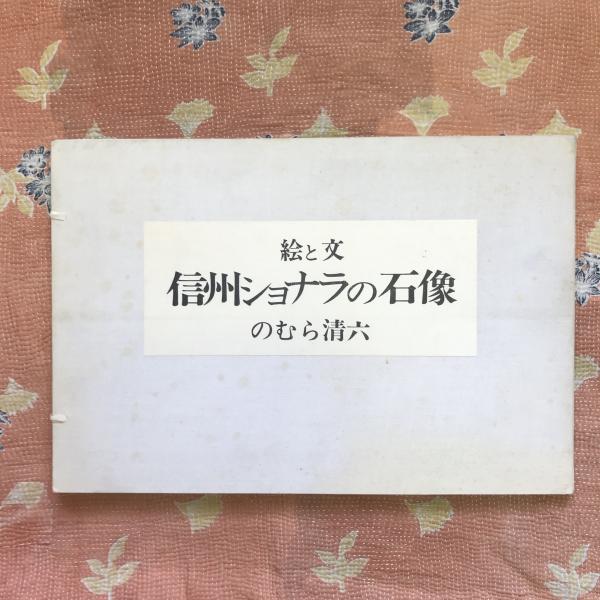 絵と文
信州ショナラの石像
のむら清六